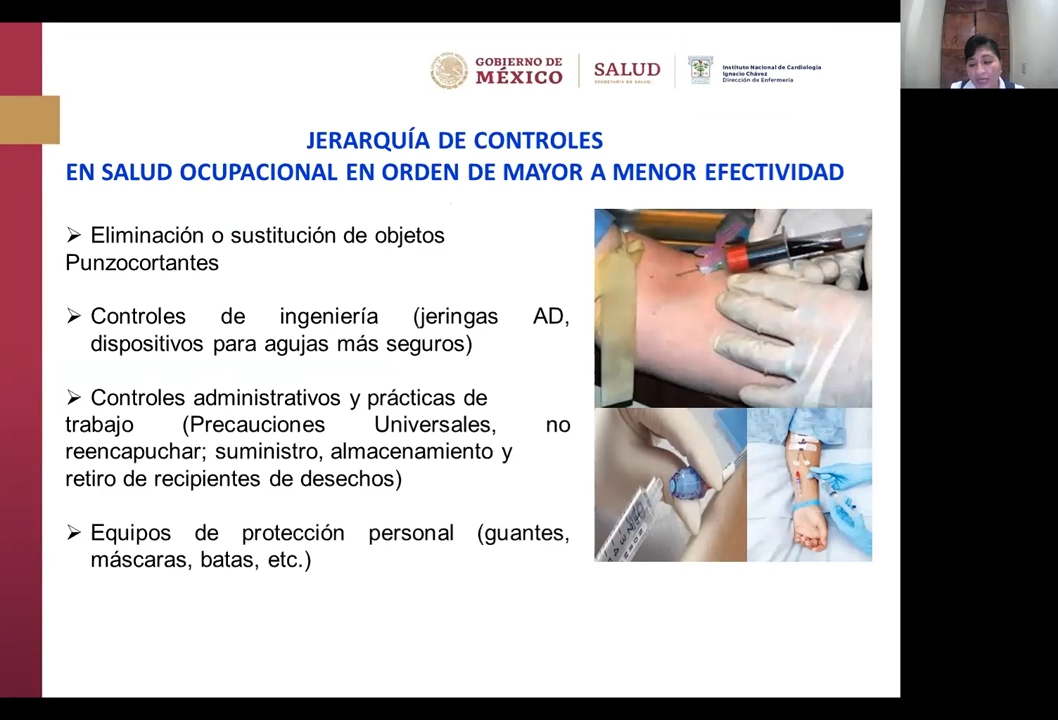 GOBIERNO DE
MÉXICO
SALUD
SECRETARÍA DE SALUD
Instituto Nacional de Cardiología
Ignacio Chávez
Dirección de Enfermería
JERARQUÍA DE CONTROLES
EN SALUD OCUPACIONAL EN ORDEN DE MAYOR A MENOR EFECTIVIDAD
➢ Eliminación o sustitución de objetos
Punzocortantes
➢ Controles de ingeniería (jeringas AD,
dispositivos para agujas más seguros)
➢ Controles administrativos y prácticas de
trabajo (Precauciones Universales, no
reencapuchar; suministro, almacenamiento y
retiro de recipientes de desechos)
➢ Equipos de protección personal (guantes,
máscaras, batas, etc.)